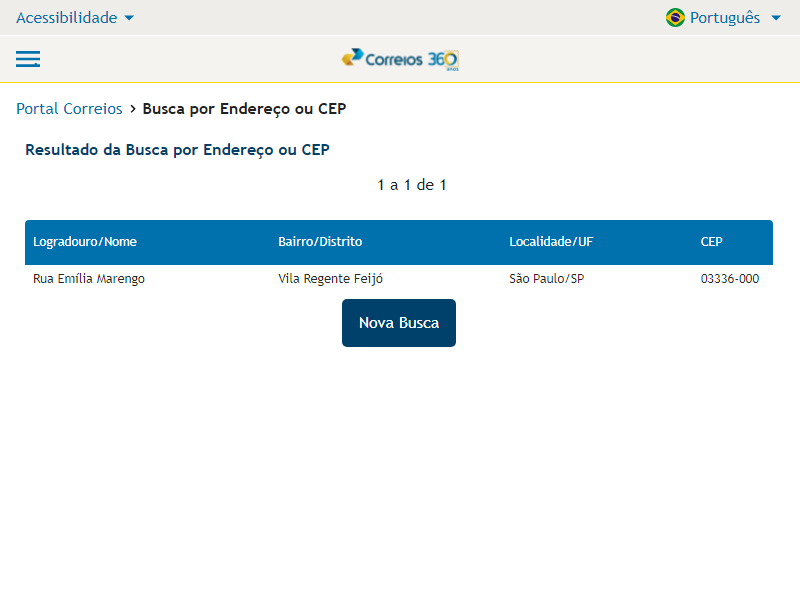 Acessibilidade
Português
Correios 360
anos
Portal Correios › Busca por Endereço ou CEP
Resultado da Busca por Endereço ou CEP
1 a 1 de 1
Logradouro/Nome Bairro/Distrito Localidade/UF CEP
Rua Emília Marengo Vila Regente Feijó São Paulo/SP 03336-000
Nova Busca